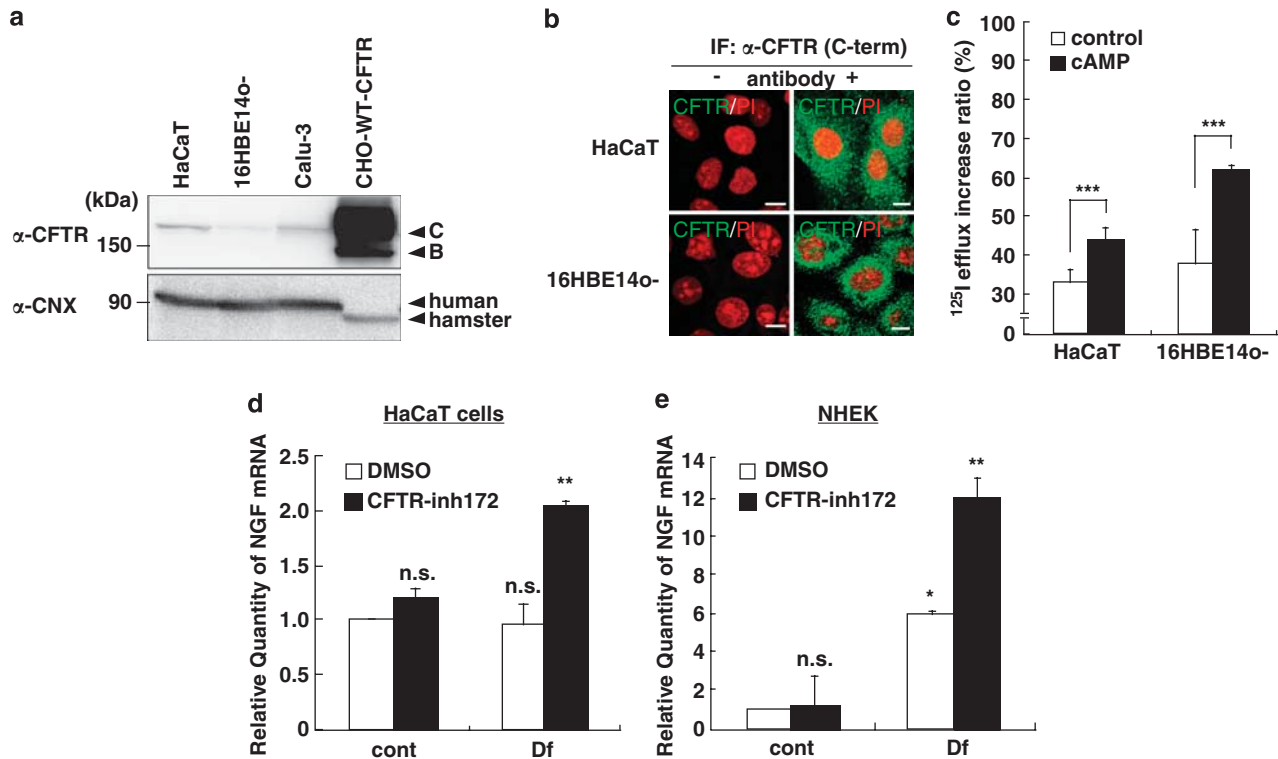 a
HaCaT
16HBE14o-
Calu-3
CHO-WT-CFTR
(kDa)
α-CFTR
150
C
B
α-CNX
90
human
hamster
b
IF: α-CFTR (C-term)
- antibody +
HaCaT
CFTR/PI
CFTR/PI
16HBE14o-
CFTR/PI
CFTR/PI
c
¹²⁵I efflux increase ratio (%)
100
90
80
70
60
50
40
30
0
control
cAMP
***
***
HaCaT
16HBE14o-
d
HaCaT cells
Relative Quantity of NGF mRNA
2.5
2.0
1.5
1.0
0.5
0
DMSO
CFTR-inh172
n.s.
n.s.
**
cont
Df
e
NHEK
Relative Quantity of NGF mRNA
14
12
10
8
6
4
2
0
DMSO
CFTR-inh172
n.s.
*
**
cont
Df